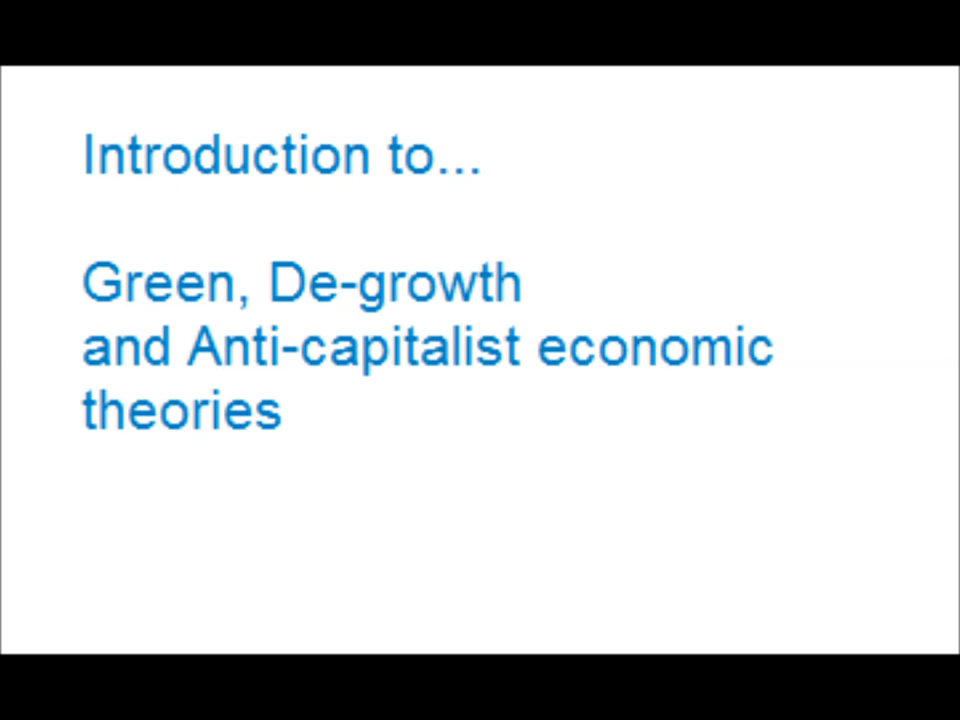 Introduction to...
Green, De-growth
and Anti-capitalist economic
theories